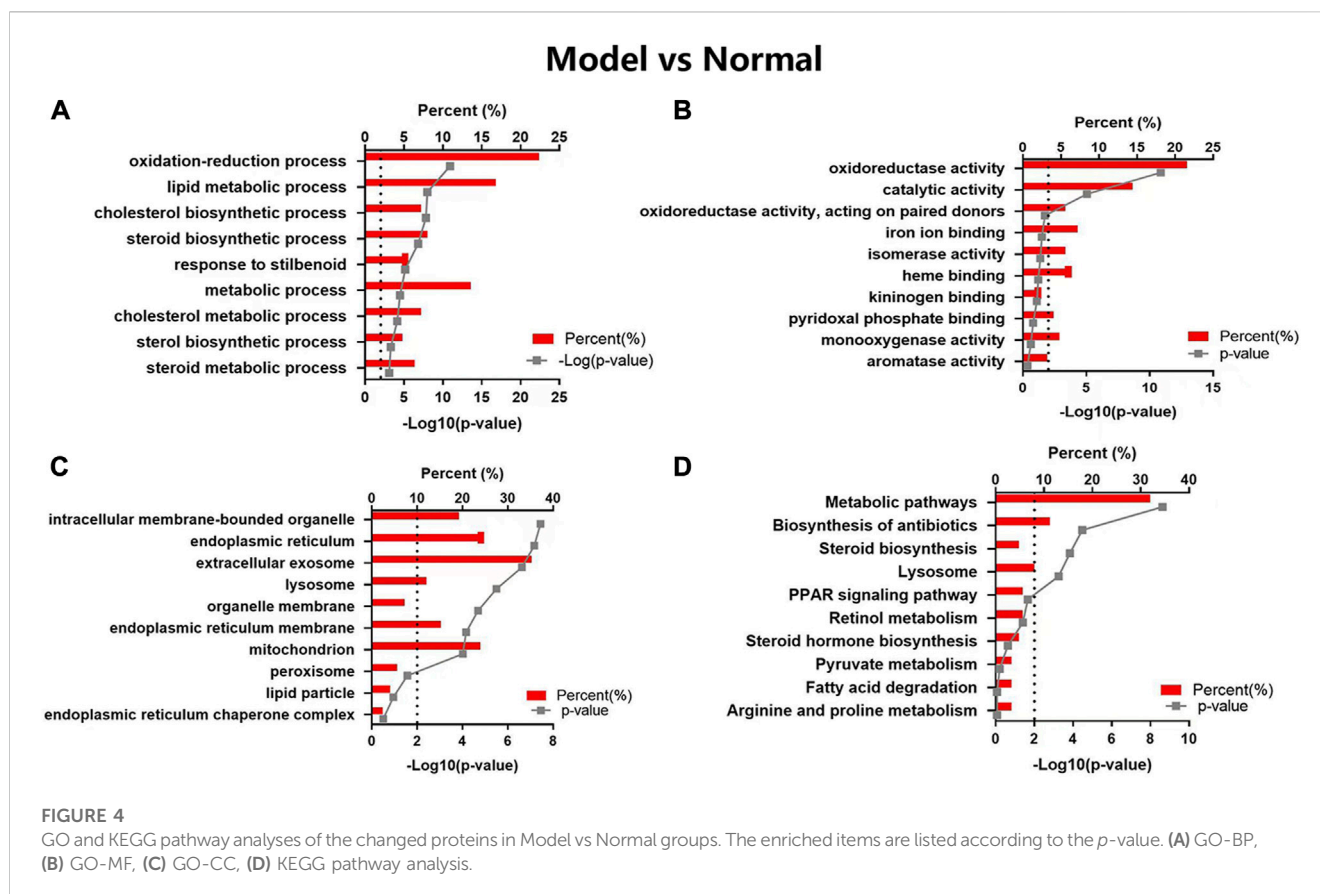 Model vs Normal
A
Percent (%)
0 5 10 15 20 25
oxidation-reduction process
lipid metabolic process
cholesterol biosynthetic process
steroid biosynthetic process
response to stilbenoid
metabolic process
cholesterol metabolic process
sterol biosynthetic process
steroid metabolic process
Percent(%)
-Log(p-value)
0 5 10 15 20 25
-Log10(p-value)
B
Percent (%)
0 5 10 15 20 25
oxidoreductase activity
catalytic activity
oxidoreductase activity, acting on paired donors
iron ion binding
isomerase activity
heme binding
kininogen binding
pyridoxal phosphate binding
monooxygenase activity
aromatase activity
Percent(%)
p-value
0 5 10 15
-Log10(p-value)
C
Percent (%)
0 10 20 30 40
intracellular membrane-bounded organelle
endoplasmic reticulum
extracellular exosome
lysosome
organelle membrane
endoplasmic reticulum membrane
mitochondrion
peroxisome
lipid particle
endoplasmic reticulum chaperone complex
Percent(%)
p-value
0 2 4 6 8
-Log10(p-value)
D
Percent (%)
0 10 20 30 40
Metabolic pathways
Biosynthesis of antibiotics
Steroid biosynthesis
Lysosome
PPAR signaling pathway
Retinol metabolism
Steroid hormone biosynthesis
Pyruvate metabolism
Fatty acid degradation
Arginine and proline metabolism
Percent(%)
p-value
0 2 4 6 8 10
-Log10(p-value)
FIGURE 4
GO and KEGG pathway analyses of the changed proteins in Model vs Normal groups. The enriched items are listed according to the p-value. (A) GO-BP,
(B) GO-MF, (C) GO-CC, (D) KEGG pathway analysis.